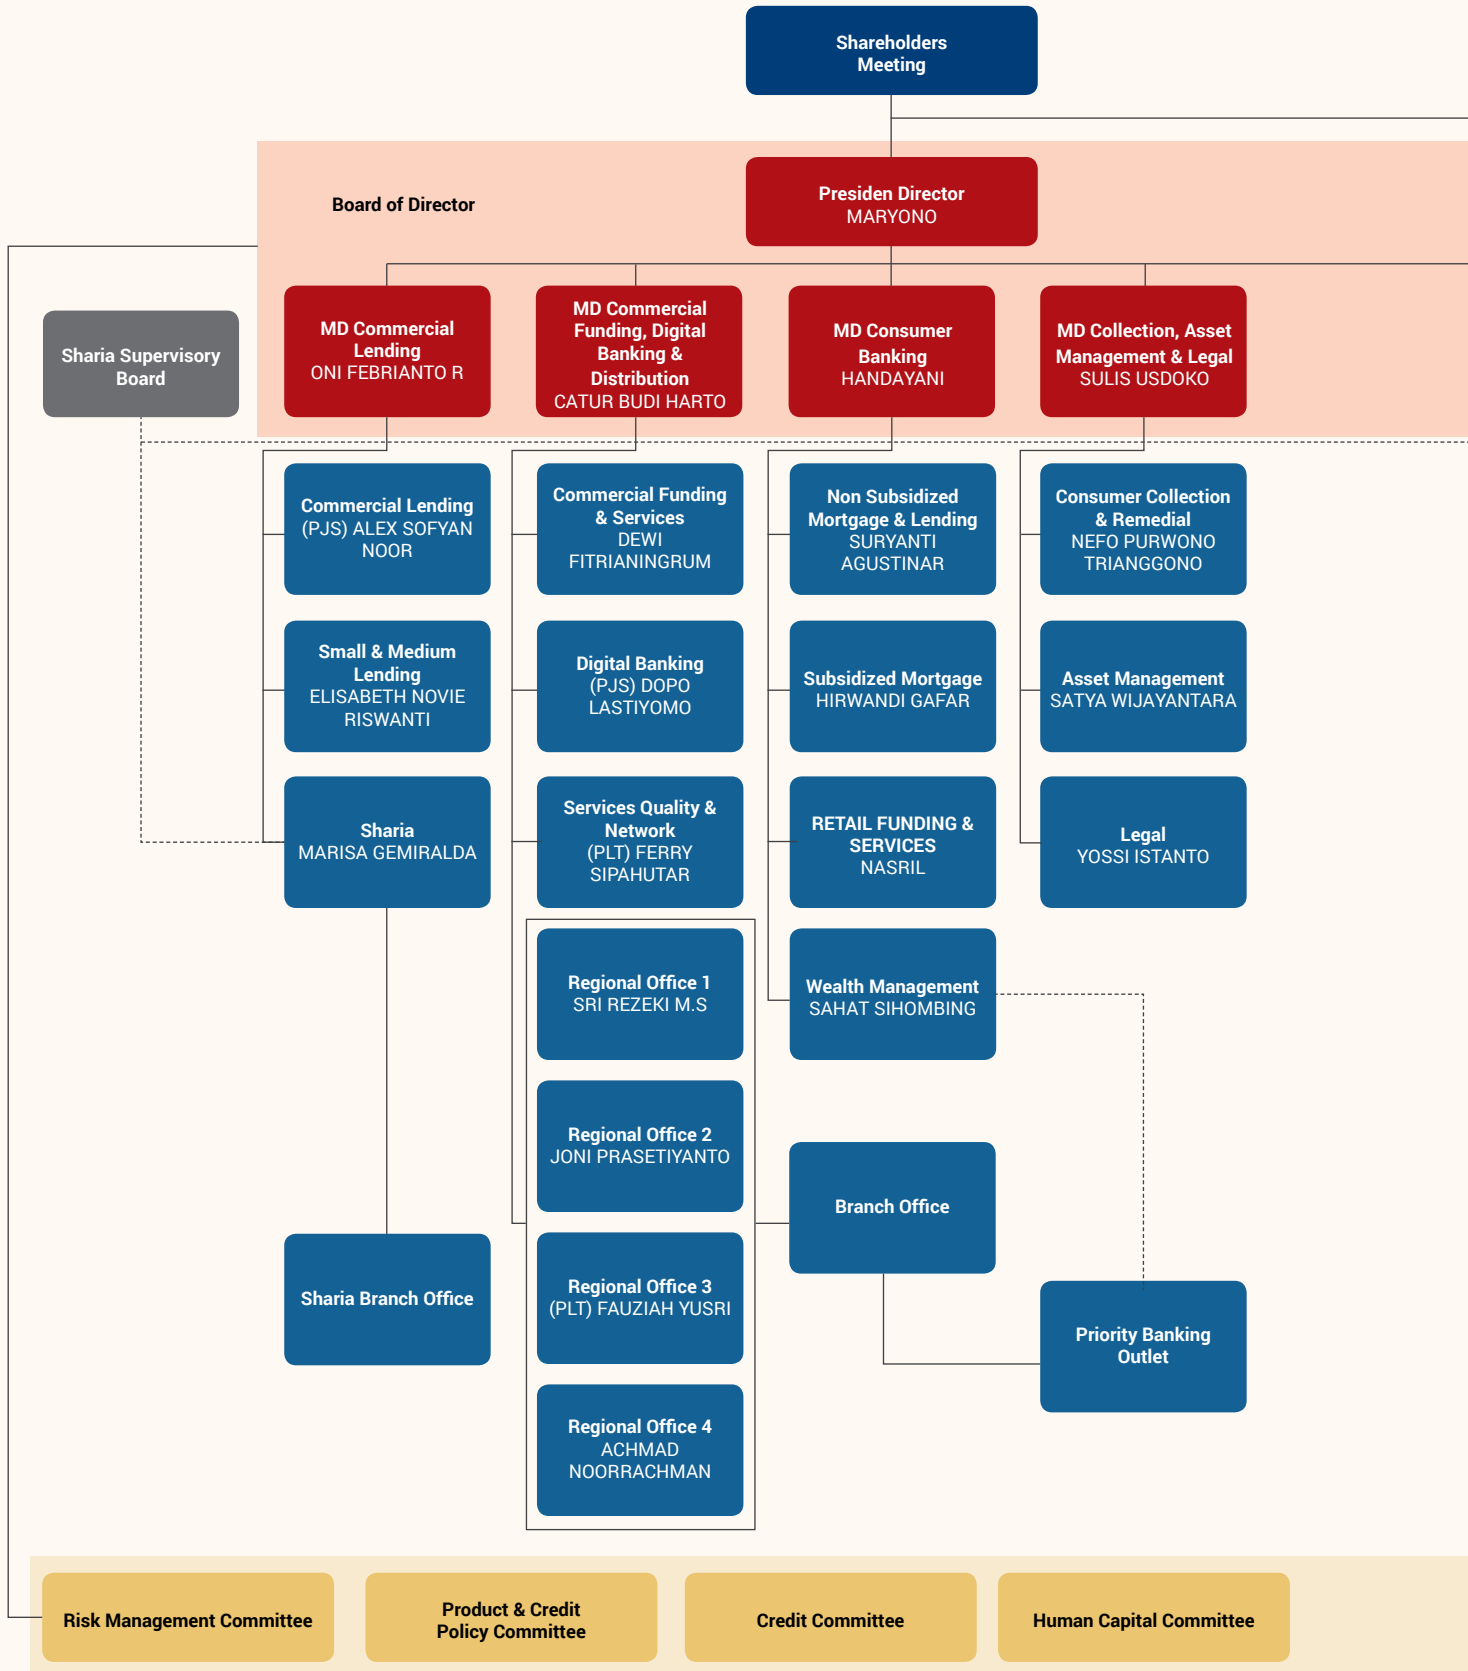 Shareholders
Meeting
Board of Director
Presiden Director
MARYONO
Sharia Supervisory
Board
MD Commercial
Lending
ONI FEBRIANTO R
MD Commercial
Funding, Digital
Banking &
Distribution
CATUR BUDI HARTO
MD Consumer
Banking
HANDAYANI
MD Collection, Asset
Management & Legal
SULIS USDOKO
Commercial Lending
(PJS) ALEX SOFYAN
NOOR
Commercial Funding
& Services
DEWI
FITRIANINGRUM
Non Subsidized
Mortgage & Lending
SURYANTI
AGUSTINAR
Consumer Collection
& Remedial
NEFO PURWONO
TRIANGGONO
Small & Medium
Lending
ELISABETH NOVIE
RISWANTI
Digital Banking
(PJS) DOPO
LASTIYOMO
Subsidized Mortgage
HIRWANDI GAFAR
Asset Management
SATYA WIJAYANTARA
Sharia
MARISA GEMIRALDA
Services Quality &
Network
(PLT) FERRY
SIPAHUTAR
RETAIL FUNDING &
SERVICES
NASRIL
Legal
YOSSI ISTANTO
Regional Office 1
SRI REZEKI M.S
Wealth Management
SAHAT SIHOMBING
Regional Office 2
JONI PRASETIYANTO
Branch Office
Sharia Branch Office
Regional Office 3
(PLT) FAUZIAH YUSRI
Priority Banking
Outlet
Regional Office 4
ACHMAD
NOORRACHMAN
Risk Management Committee
Product & Credit
Policy Committee
Credit Committee
Human Capital Committee